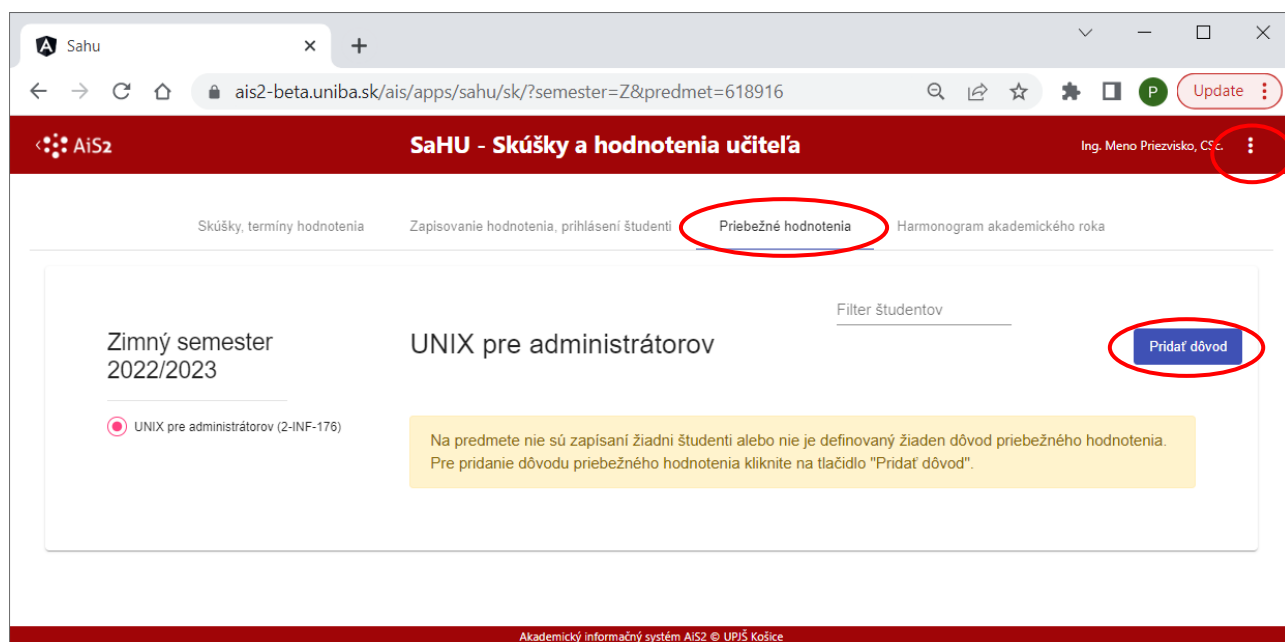 Sahu
ais2-beta.uniba.sk/ais/apps/sahu/sk/?semester=Z&predmet=618916
P
Update
AiS2
SaHU - Skúšky a hodnotenia učiteľa
Ing. Meno Priezvisko, CSc.
Skúšky, termíny hodnotenia
Zapisovanie hodnotenia, prihlásení študenti
Priebežné hodnotenia
Harmonogram akademického roka
Filter študentov
Zimný semester
2022/2023
UNIX pre administrátorov
Pridať dôvod
UNIX pre administrátorov (2-INF-176)
Na predmete nie sú zapísaní žiadni študenti alebo nie je definovaný žiaden dôvod priebežného hodnotenia.
Pre pridanie dôvodu priebežného hodnotenia kliknite na tlačidlo "Pridať dôvod".
Akademický informačný systém AiS2 © UPJŠ Košice